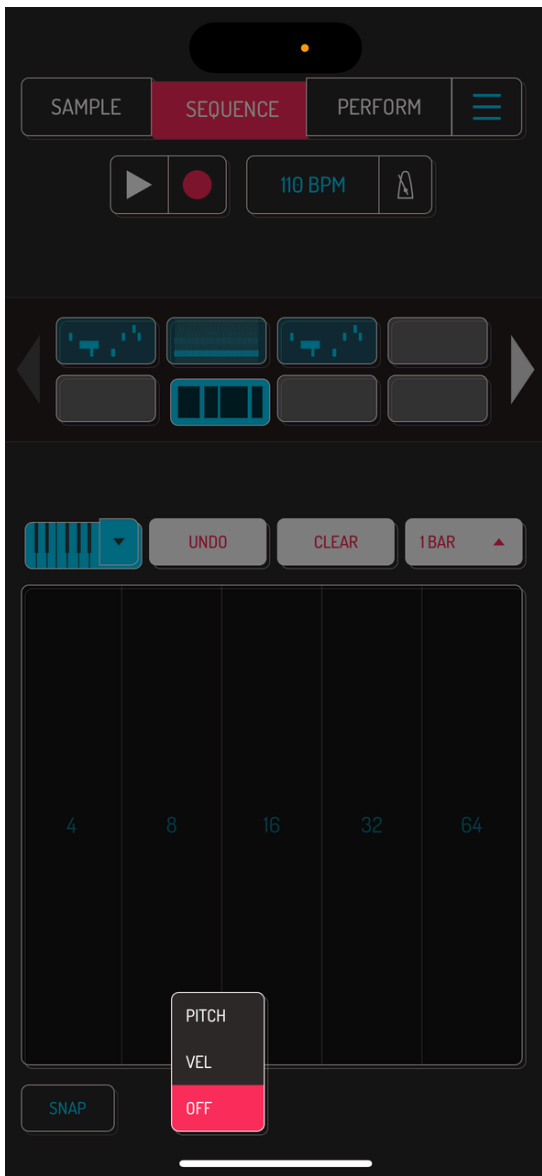 SAMPLE
SEQUENCE
PERFORM
110 BPM
UNDO
CLEAR
1 BAR
4
8
16
32
64
PITCH
VEL
OFF
SNAP